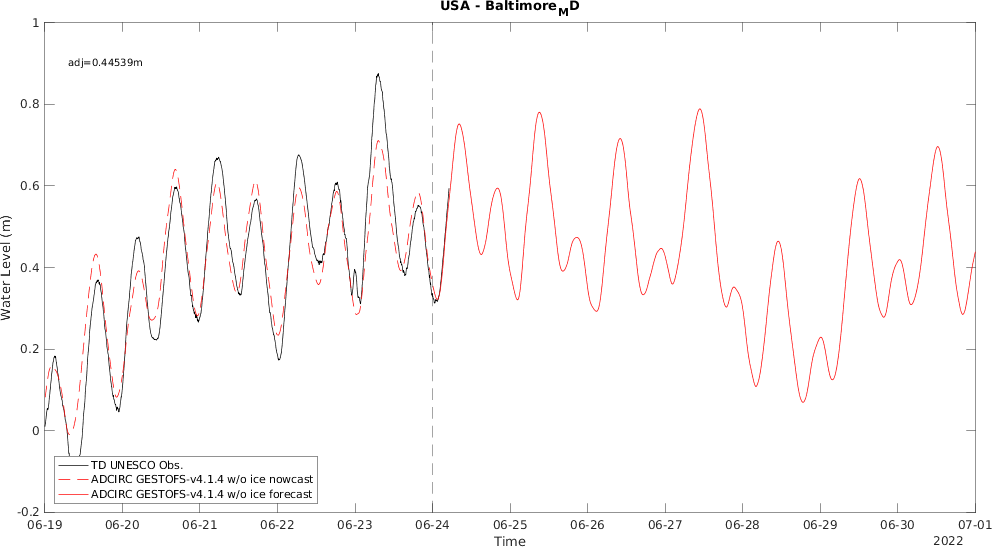 USA - Baltimore_MD
adj=0.44539m
Water Level (m)
1
0.8
0.6
0.4
0.2
0
-0.2
TD UNESCO Obs.
ADCIRC GESTOFS-v4.1.4 w/o ice nowcast
ADCIRC GESTOFS-v4.1.4 w/o ice forecast
06-19 06-20 06-21 06-22 06-23 06-24 06-25 06-26 06-27 06-28 06-29 06-30 07-01
Time
2022